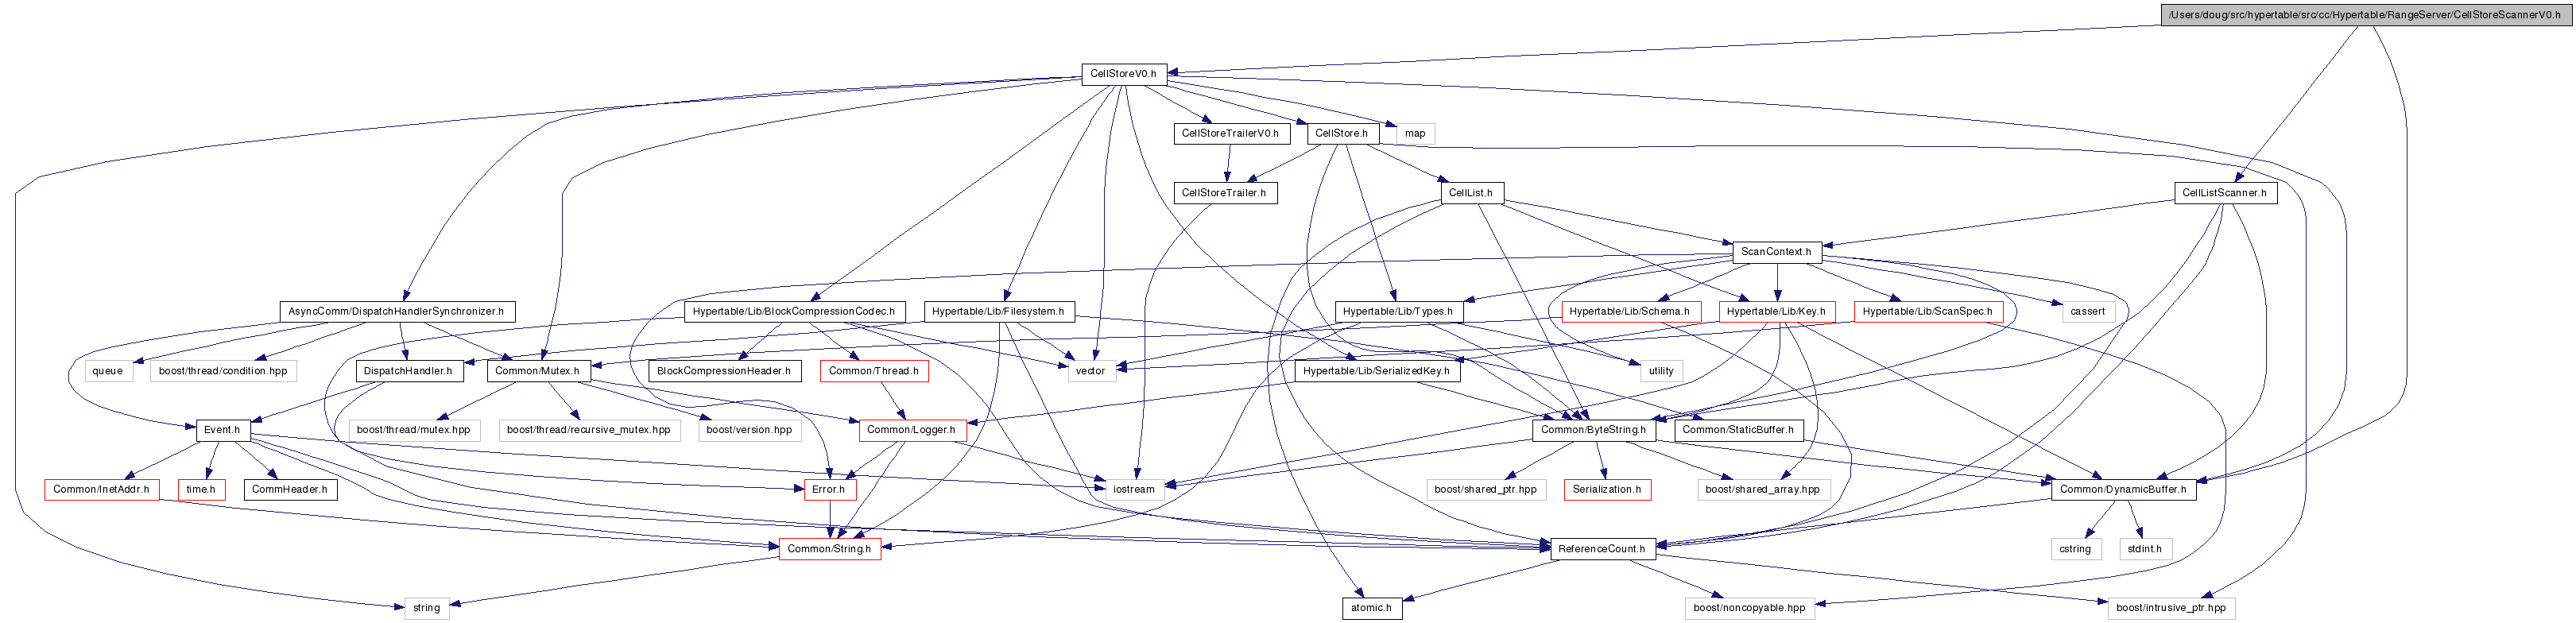 /Users/doug/src/hypertable/src/cc/Hypertable/RangeServer/CellStoreScannerV0.h
CellStoreV0.h
CellStoreTrailerV0.h
CellStore.h
map
CellStoreTrailer.h
CellList.h
CellListScanner.h
ScanContext.h
AsyncComm/DispatchHandlerSynchronizer.h
Hypertable/Lib/BlockCompressionCodec.h
Hypertable/Lib/Filesystem.h
Hypertable/Lib/Types.h
Hypertable/Lib/Schema.h
Hypertable/Lib/Key.h
Hypertable/Lib/ScanSpec.h
cassert
queue
boost/thread/condition.hpp
DispatchHandler.h
Common/Mutex.h
BlockCompressionHeader.h
Common/Thread.h
vector
Hypertable/Lib/SerializedKey.h
utility
Event.h
boost/thread/mutex.hpp
boost/thread/recursive_mutex.hpp
boost/version.hpp
Common/Logger.h
Common/ByteString.h
Common/StaticBuffer.h
Common/InetAddr.h
time.h
CommHeader.h
Error.h
iostream
boost/shared_ptr.hpp
Serialization.h
boost/shared_array.hpp
Common/DynamicBuffer.h
Common/String.h
ReferenceCount.h
cstring
stdint.h
string
atomic.h
boost/noncopyable.hpp
boost/intrusive_ptr.hpp